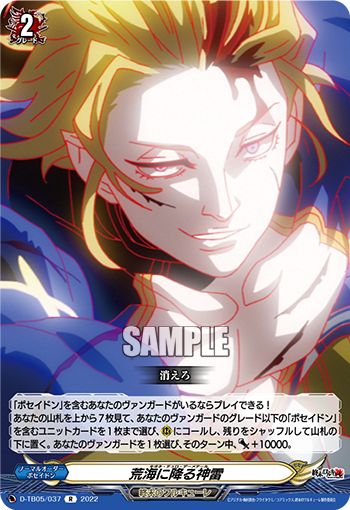 2
グレード
SAMPLE
消えろ
「ポセイドン」を含むあなたのヴァンガードがいるならプレイできる！
あなたの山札を上から７枚見て、あなたのヴァンガードのグレード以下の「ポセイドン」
を含むユニットカードを１枚まで選び、Ⓡにコールし、残りをシャッフルして山札の
下に置く。あなたのヴァンガードを１枚選び、そのターン中、+10000。
ノーマルオーダー
ポセイドン
荒海に降る神雷
終末のワルキューレ
D-TB05/037 R 2022